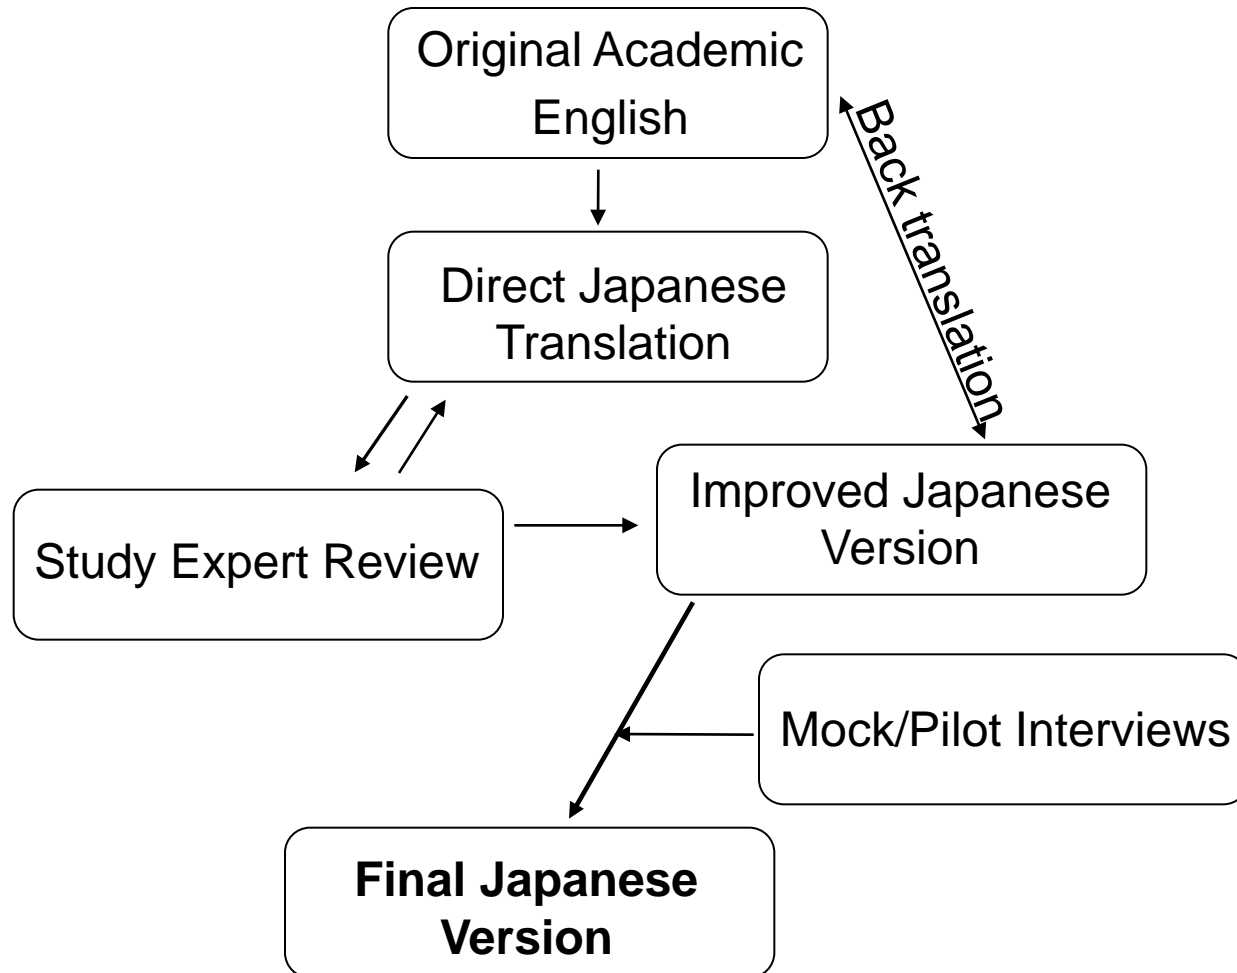 Original Academic
English
Back translation
Direct Japanese
Translation
Improved Japanese
Version
Study Expert Review
Mock/Pilot Interviews
Final Japanese
Version